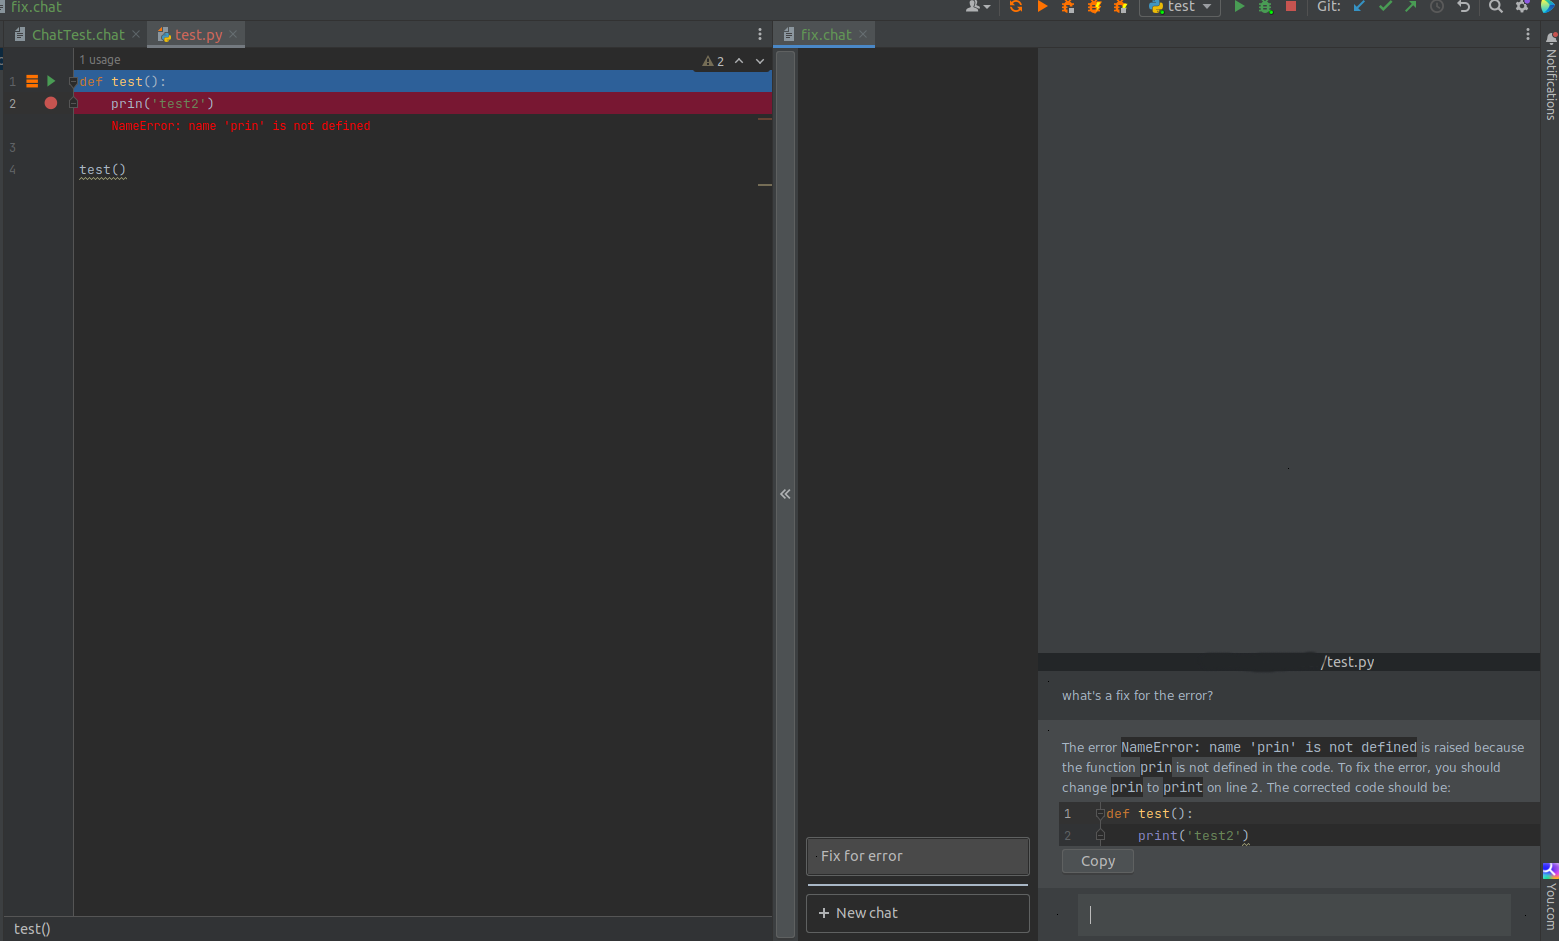 fix.chat
test
Git:
ChatTest.chat
test.py
fix.chat
Notifications
1 usage
2
1 def test():
2 prin('test2')
NameError: name 'prin' is not defined
3
4 test()
/test.py
what's a fix for the error?
The error NameError: name 'prin' is not defined is raised because
the function prin is not defined in the code. To fix the error, you should
change prin to print on line 2. The corrected code should be:
1 def test():
2 print('test2')
Copy
Fix for error
+ New chat
You.com
test()